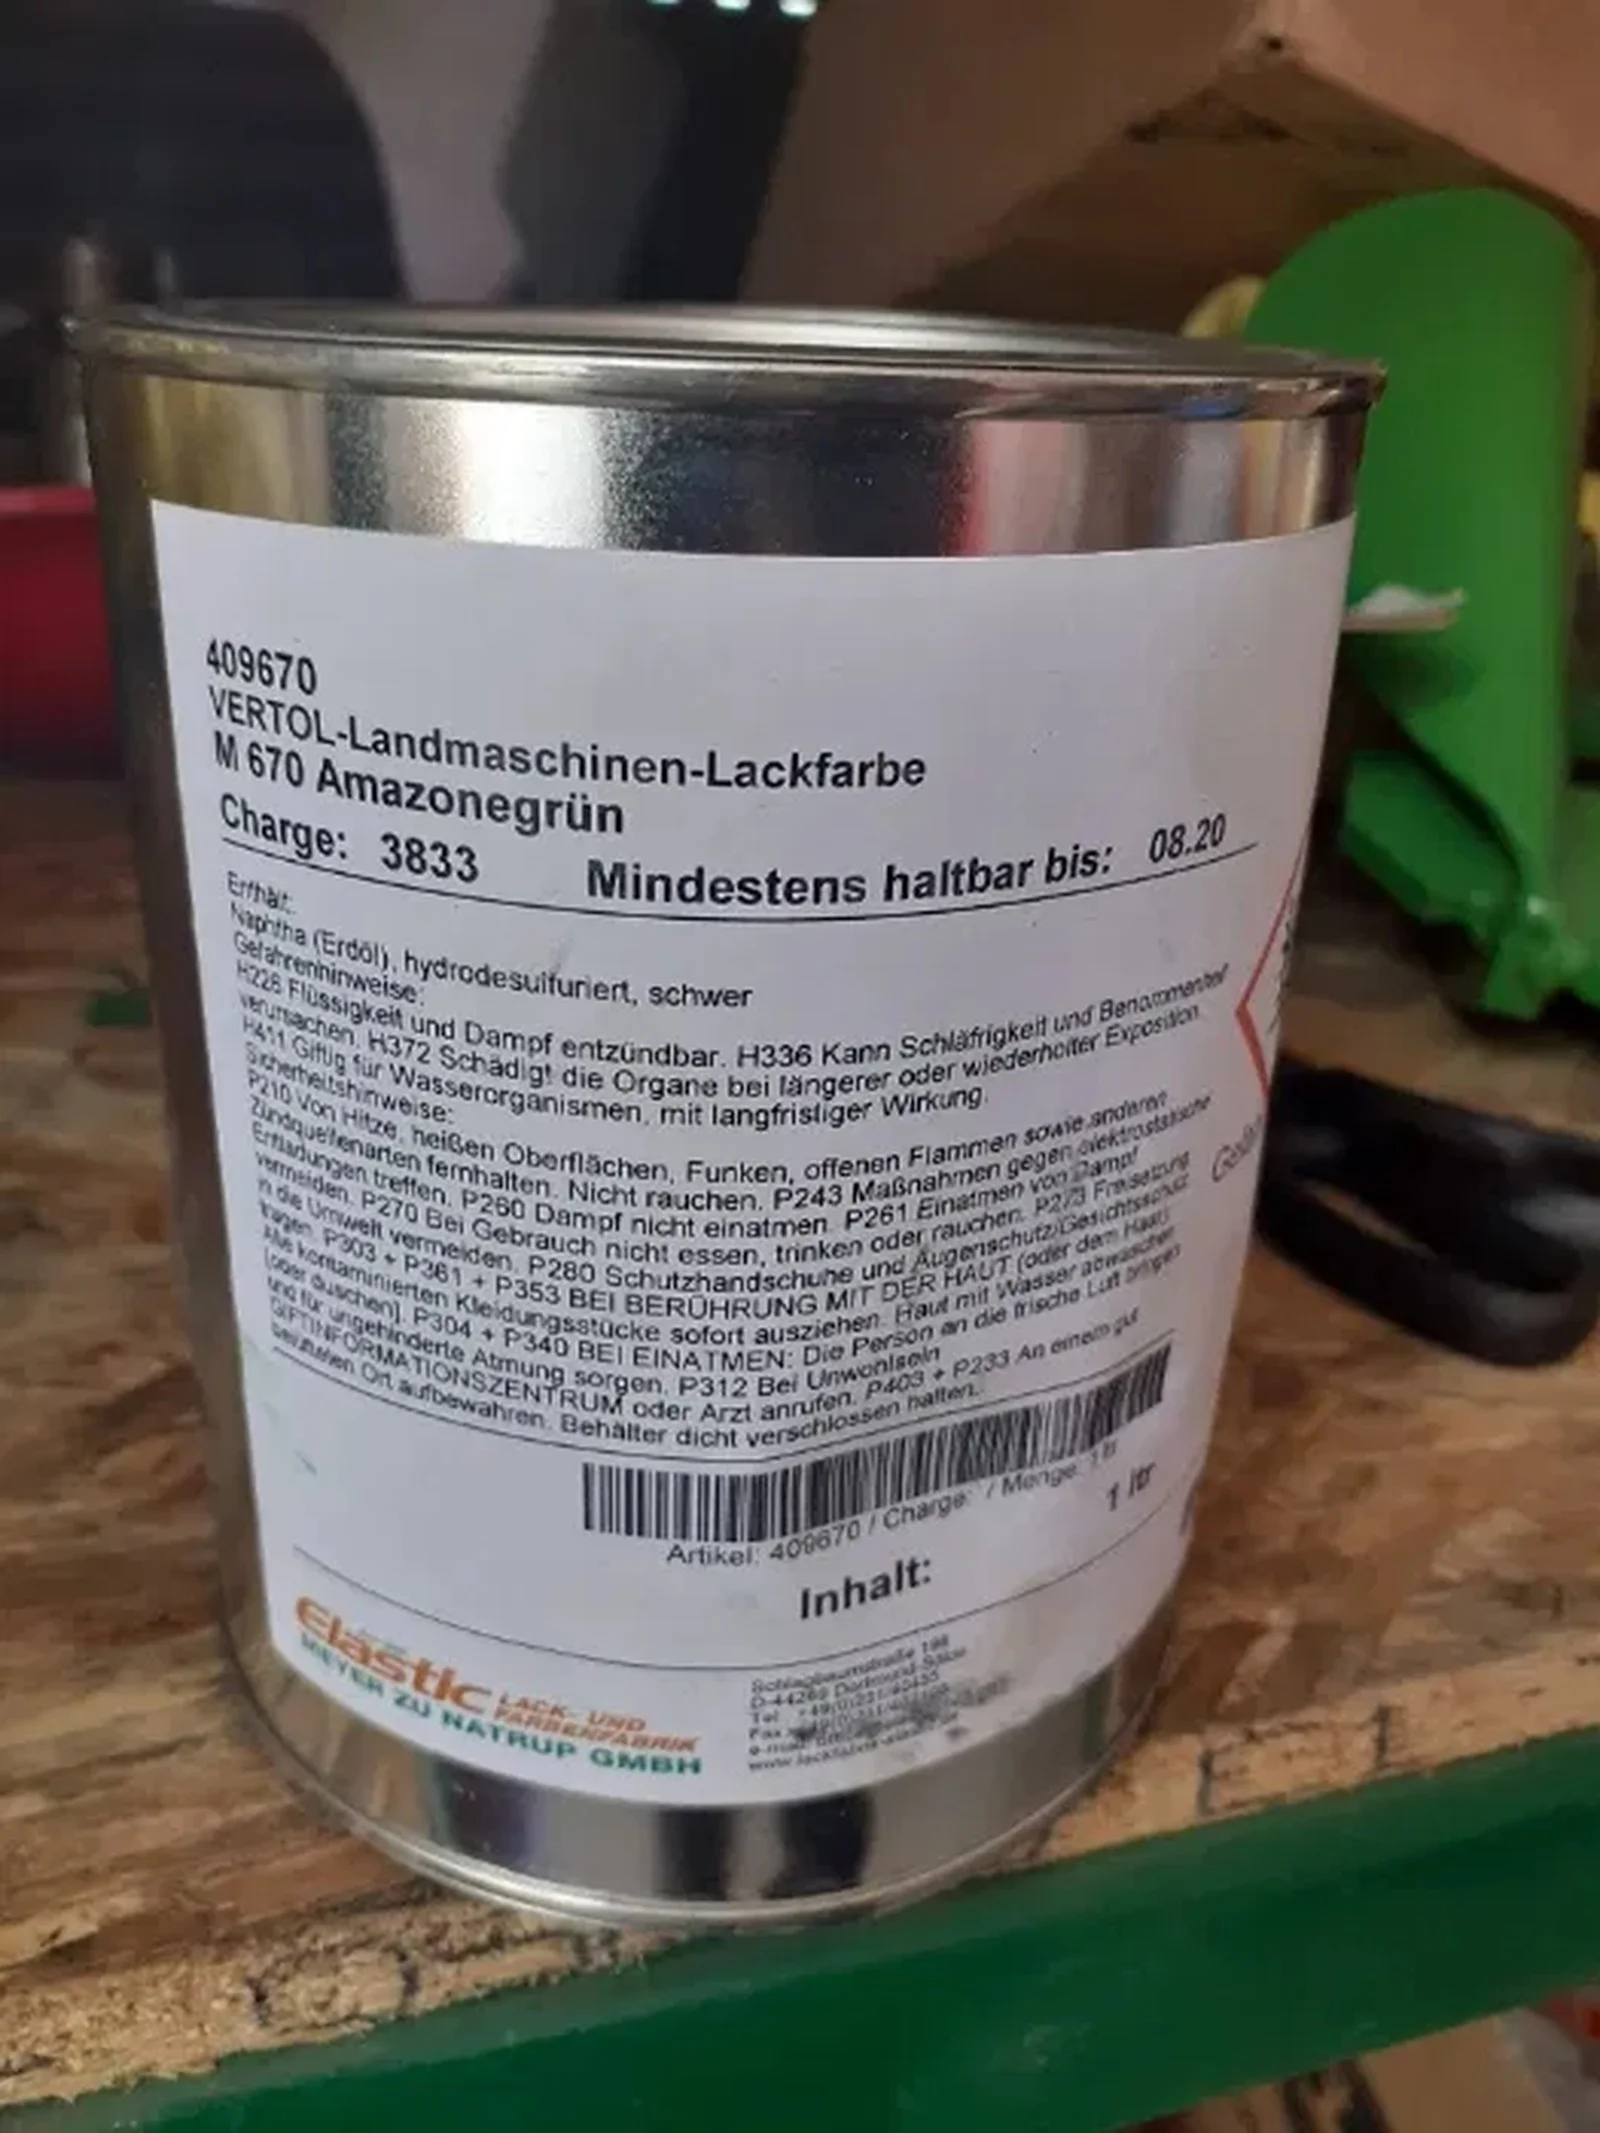 409670
VERTOL-Landmaschinen-Lackfarbe
M 670 Amazonegrün
Charge: 3833 Mindestens haltbar bis: 08.20
Enthält:
Naphtha (Erdöl), hydrodesulfuriert, schwer
Gefahrenhinweise:
H226 Flüssigkeit und Dampf entzündbar. H336 Kann Schläfrigkeit und Benommenheit
verursachen. H372 Schädigt die Organe bei längerer oder wiederholter Exposition.
H411 Giftig für Wasserorganismen, mit langfristiger Wirkung.
Sicherheitshinweise:
P210 Von Hitze, heißen Oberflächen, Funken, offenen Flammen sowie anderen
Zündquellenarten fernhalten. Nicht rauchen. P243 Maßnahmen gegen elektrostatische
Entladungen treffen. P260 Dampf nicht einatmen. P261 Einatmen von Dampf
vermeiden. P270 Bei Gebrauch nicht essen, trinken oder rauchen. P273 Freisetzung
in die Umwelt vermeiden. P280 Schutzhandschuhe und Augenschutz/Gesichtsschutz
tragen. P303 + P361 + P353 BEI BERÜHRUNG MIT DER HAUT (oder dem Haar):
Alle kontaminierten Kleidungsstücke sofort ausziehen. Haut mit Wasser abwaschen
[oder duschen]. P304 + P340 BEI EINATMEN: Die Person an die frische Luft bringen
und für ungehinderte Atmung sorgen. P312 Bei Unwohlsein
GIFTINFORMATIONSZENTRUM oder Arzt anrufen. P403 + P233 An einem gut
belüfteten Ort aufbewahren. Behälter dicht verschlossen halten.
Artikel: 409670 / Charge: / Menge: 1 ltr
Inhalt: 1 ltr
Elastic LACK- UND
FARBENFABRIK
MEYER ZU NATRUP GMBH
D-44269 Dortmund-Sölde